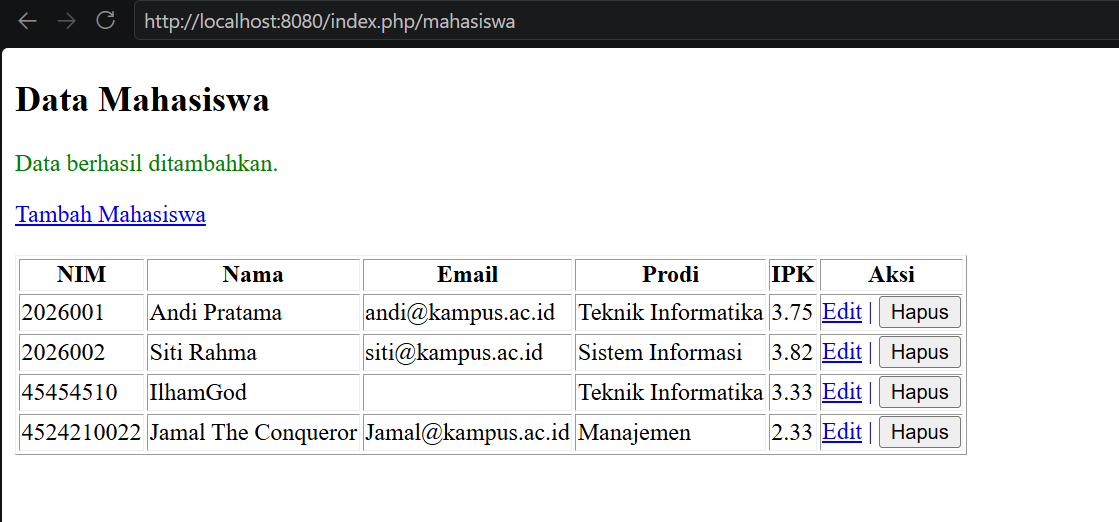 http://localhost:8080/index.php/mahasiswa
Data Mahasiswa
Data berhasil ditambahkan.
Tambah Mahasiswa
NIM Nama Email Prodi IPK Aksi
2026001 Andi Pratama andi@kampus.ac.id Teknik Informatika 3.75 Edit | Hapus
2026002 Siti Rahma siti@kampus.ac.id Sistem Informasi 3.82 Edit | Hapus
45454510 IlhamGod Teknik Informatika 3.33 Edit | Hapus
4524210022 Jamal The Conqueror Jamal@kampus.ac.id Manajemen 2.33 Edit | Hapus